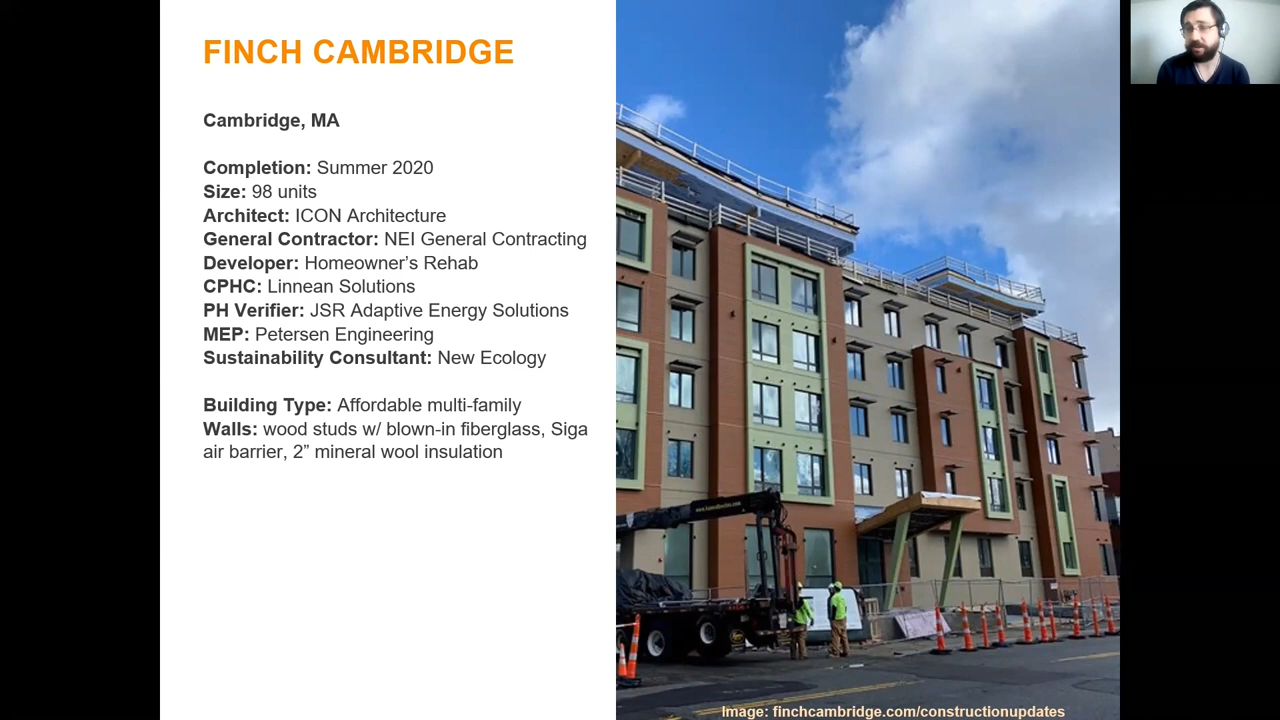 FINCH CAMBRIDGE
Cambridge, MA
Completion: Summer 2020
Size: 98 units
Architect: ICON Architecture
General Contractor: NEI General Contracting
Developer: Homeowner’s Rehab
CPHC: Linnean Solutions
PH Verifier: JSR Adaptive Energy Solutions
MEP: Petersen Engineering
Sustainability Consultant: New Ecology
Building Type: Affordable multi-family
Walls: wood studs w/ blown-in fiberglass, Siga
air barrier, 2” mineral wool insulation
Image: finchcambridge.com/constructionupdates